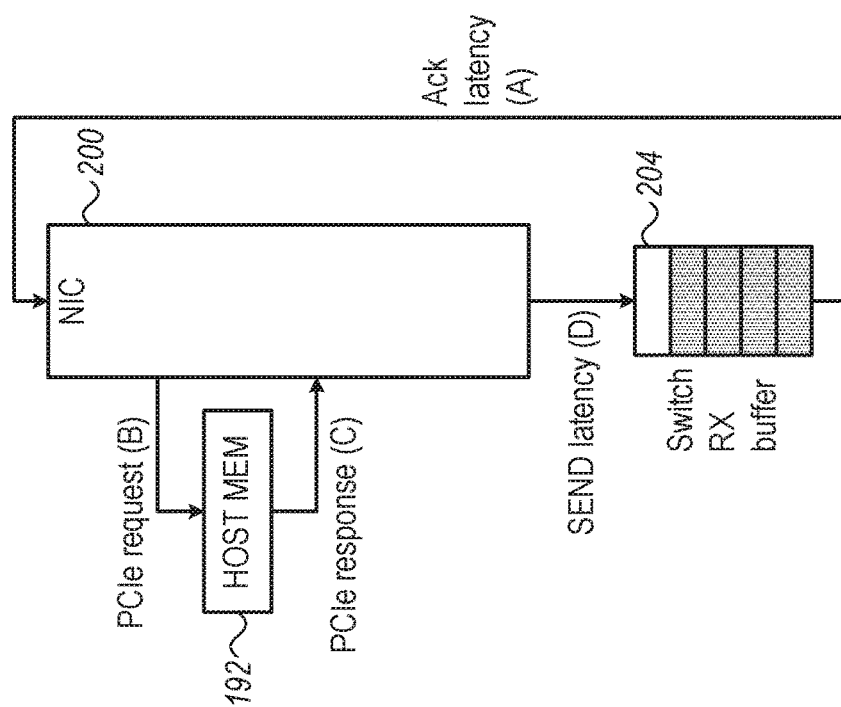 PCIe request (B)
192
HOST MEM
PCIe response (C)
NIC
200
SEND latency (D)
Switch
RX
buffer
204
Ack
latency
(A)